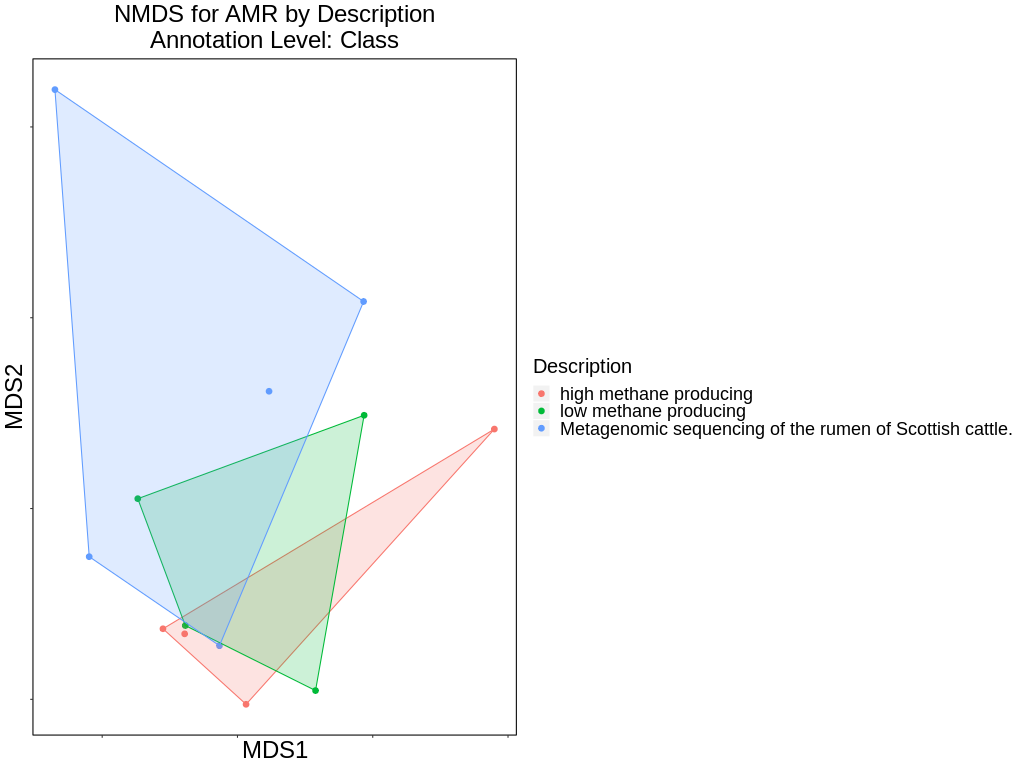 NMDS for AMR by Description
Annotation Level: Class
MDS2
MDS1
Description
high methane producing
low methane producing
Metagenomic sequencing of the rumen of Scottish cattle.